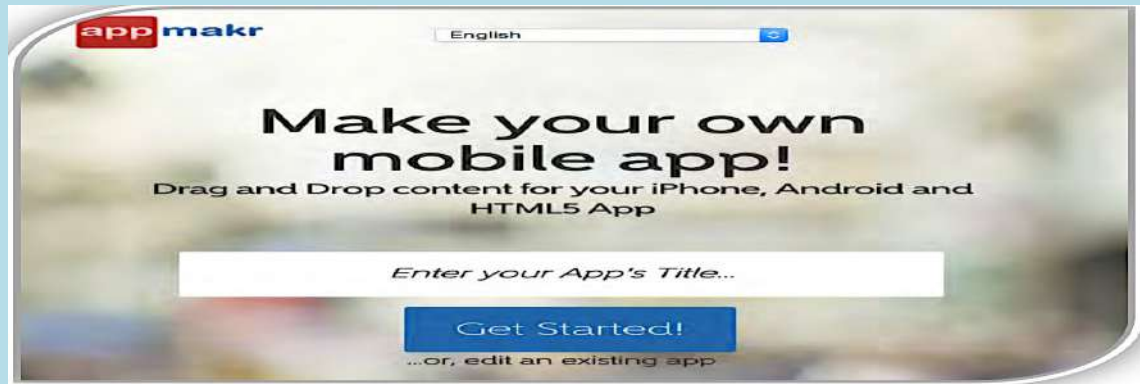 appmakr
English
Make your own
mobile app!
Drag and Drop content for your iPhone, Android and
HTML5 App
Enter your App's Title...
Get Started!
...or, edit an existing app